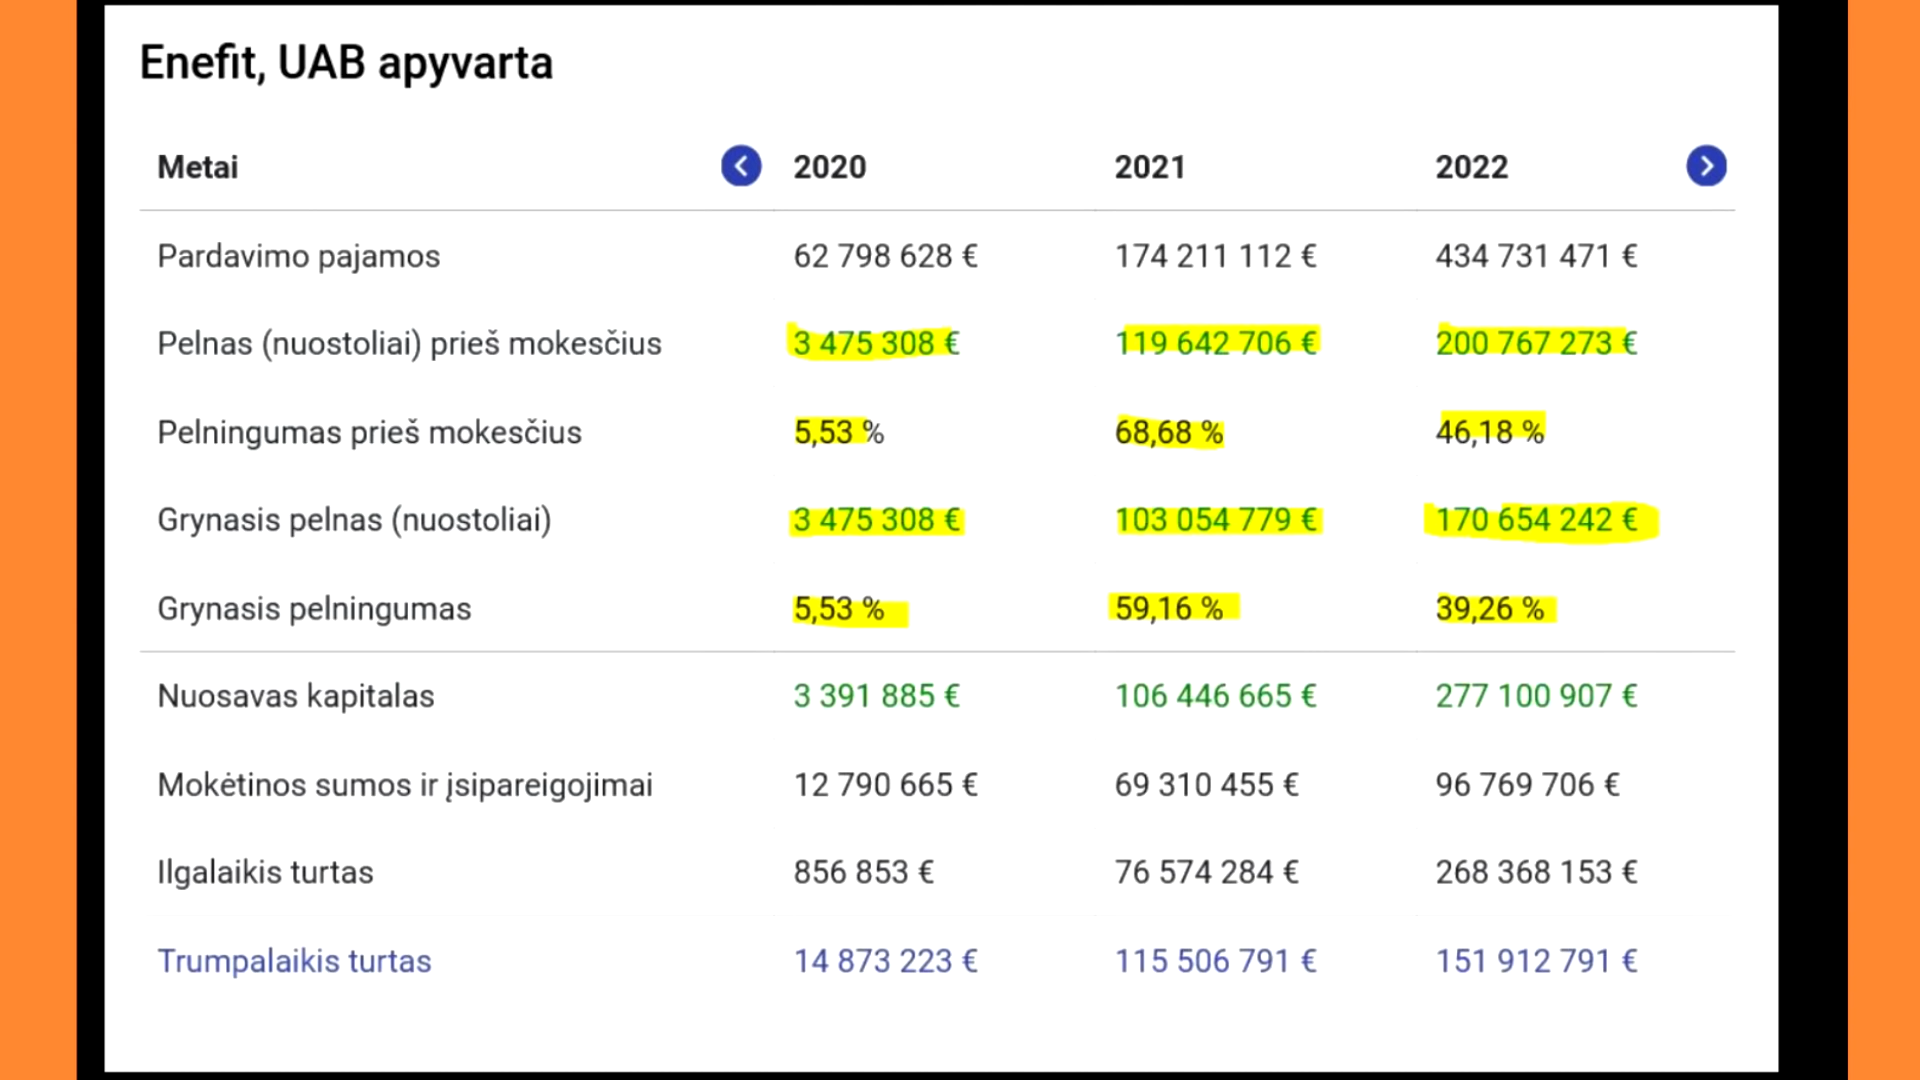 Enefit, UAB apyvarta
Metai 2020 2021 2022
Pardavimo pajamos 62 798 628 € 174 211 112 € 434 731 471 €
Pelnas (nuostoliai) prieš mokesčius 3 475 308 € 119 642 706 € 200 767 273 €
Pelningumas prieš mokesčius 5,53 % 68,68 % 46,18 %
Grynasis pelnas (nuostoliai) 3 475 308 € 103 054 779 € 170 654 242 €
Grynasis pelningumas 5,53 % 59,16 % 39,26 %
Nuosavas kapitalas 3 391 885 € 106 446 665 € 277 100 907 €
Mokėtinos sumos ir įsipareigojimai 12 790 665 € 69 310 455 € 96 769 706 €
Ilgalaikis turtas 856 853 € 76 574 284 € 268 368 153 €
Trumpalaikis turtas 14 873 223 € 115 506 791 € 151 912 791 €